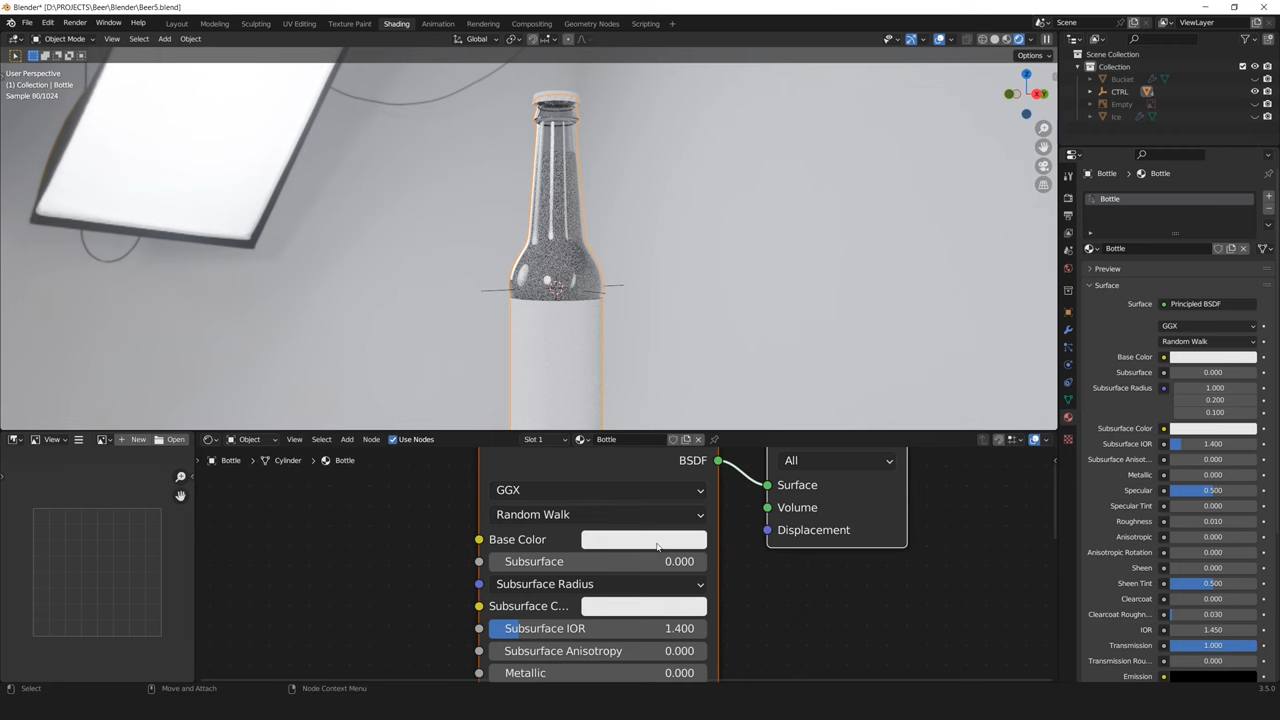 Blender* [D:\PROJECTS\Beer\Blender\Beer5.blend]
File Edit Render Window Help Layout Modeling Sculpting UV Editing Texture Paint Shading Animation Rendering Compositing Geometry Nodes Scripting + Scene ViewLayer
Object Mode View Select Add Object Global
Options
User Perspective
(1) Collection | Bottle
Sample 80/1024
Z
X
Y
Scene Collection
Collection
Bucket
CTRL
Empty
Ice
Bottle > Bottle
Bottle
Bottle
Preview
Surface
Surface Principled BSDF
GGX
Random Walk
Base Color
Subsurface 0.000
Subsurface Radius 1.000
0.200
0.100
Subsurface Color
Subsurface IOR 1.400
Subsurface Anisot... 0.000
Metallic 0.000
Specular 0.500
Specular Tint 0.000
Roughness 0.010
Anisotropic 0.000
Anisotropic Rotation 0.000
Sheen 0.000
Sheen Tint 0.500
Clearcoat 0.000
Clearcoat Roughn... 0.030
IOR 1.450
Transmission 1.000
Transmission Rou... 0.000
Emission
View New Open
Object View Select Add Node Use Nodes Slot 1 Bottle
Bottle > Cylinder > Bottle
BSDF
GGX
Random Walk
Base Color
Subsurface 0.000
Subsurface Radius
Subsurface C...
Subsurface IOR 1.400
Subsurface Anisotropy 0.000
Metallic 0.000
All
Surface
Volume
Displacement
Select Move and Attach Node Context Menu 3.5.0